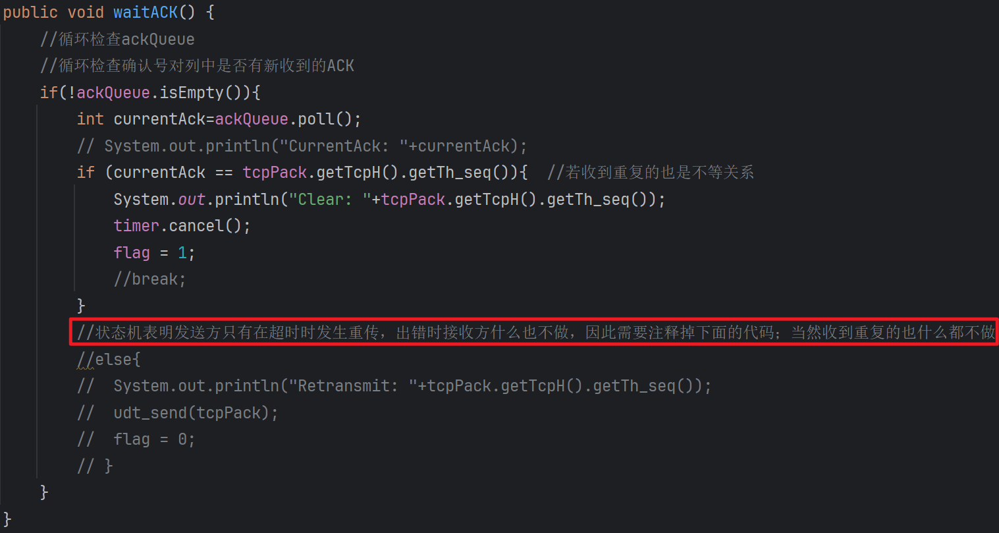 public void waitACK() {
    //循环检查ackQueue
    //循环检查确认号对列中是否有新收到的ACK
    if(!ackQueue.isEmpty()){
        int currentAck=ackQueue.poll();
        // System.out.println("CurrentAck: "+currentAck);
        if (currentAck == tcpPack.getTcpH().getTh_seq()){  //若收到重复的也是不等关系
            System.out.println("Clear: "+tcpPack.getTcpH().getTh_seq());
            timer.cancel();
            flag = 1;
            //break;
        }
        //状态机表明发送方只有在超时时发生重传，出错时接收方什么也不做，因此需要注释掉下面的代码；当然收到重复的也什么都不做
        //else{
        //  System.out.println("Retransmit: "+tcpPack.getTcpH().getTh_seq());
        //  udt_send(tcpPack);
        //  flag = 0;
        // }
    }
}